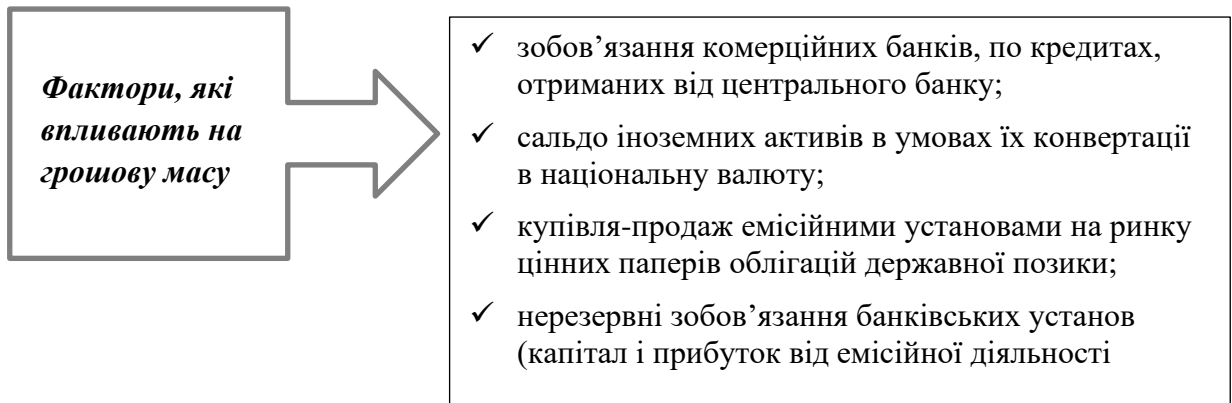 Фактори, які
впливають на
грошову масу
✓ зобов’язання комерційних банків, по кредитах,
отриманих від центрального банку;
✓ сальдо іноземних активів в умовах їх конвертації
в національну валюту;
✓ купівля-продаж емісійними установами на ринку
цінних паперів облігацій державної позики;
✓ нерезервні зобов’язання банківських установ
(капітал і прибуток від емісійної діяльності